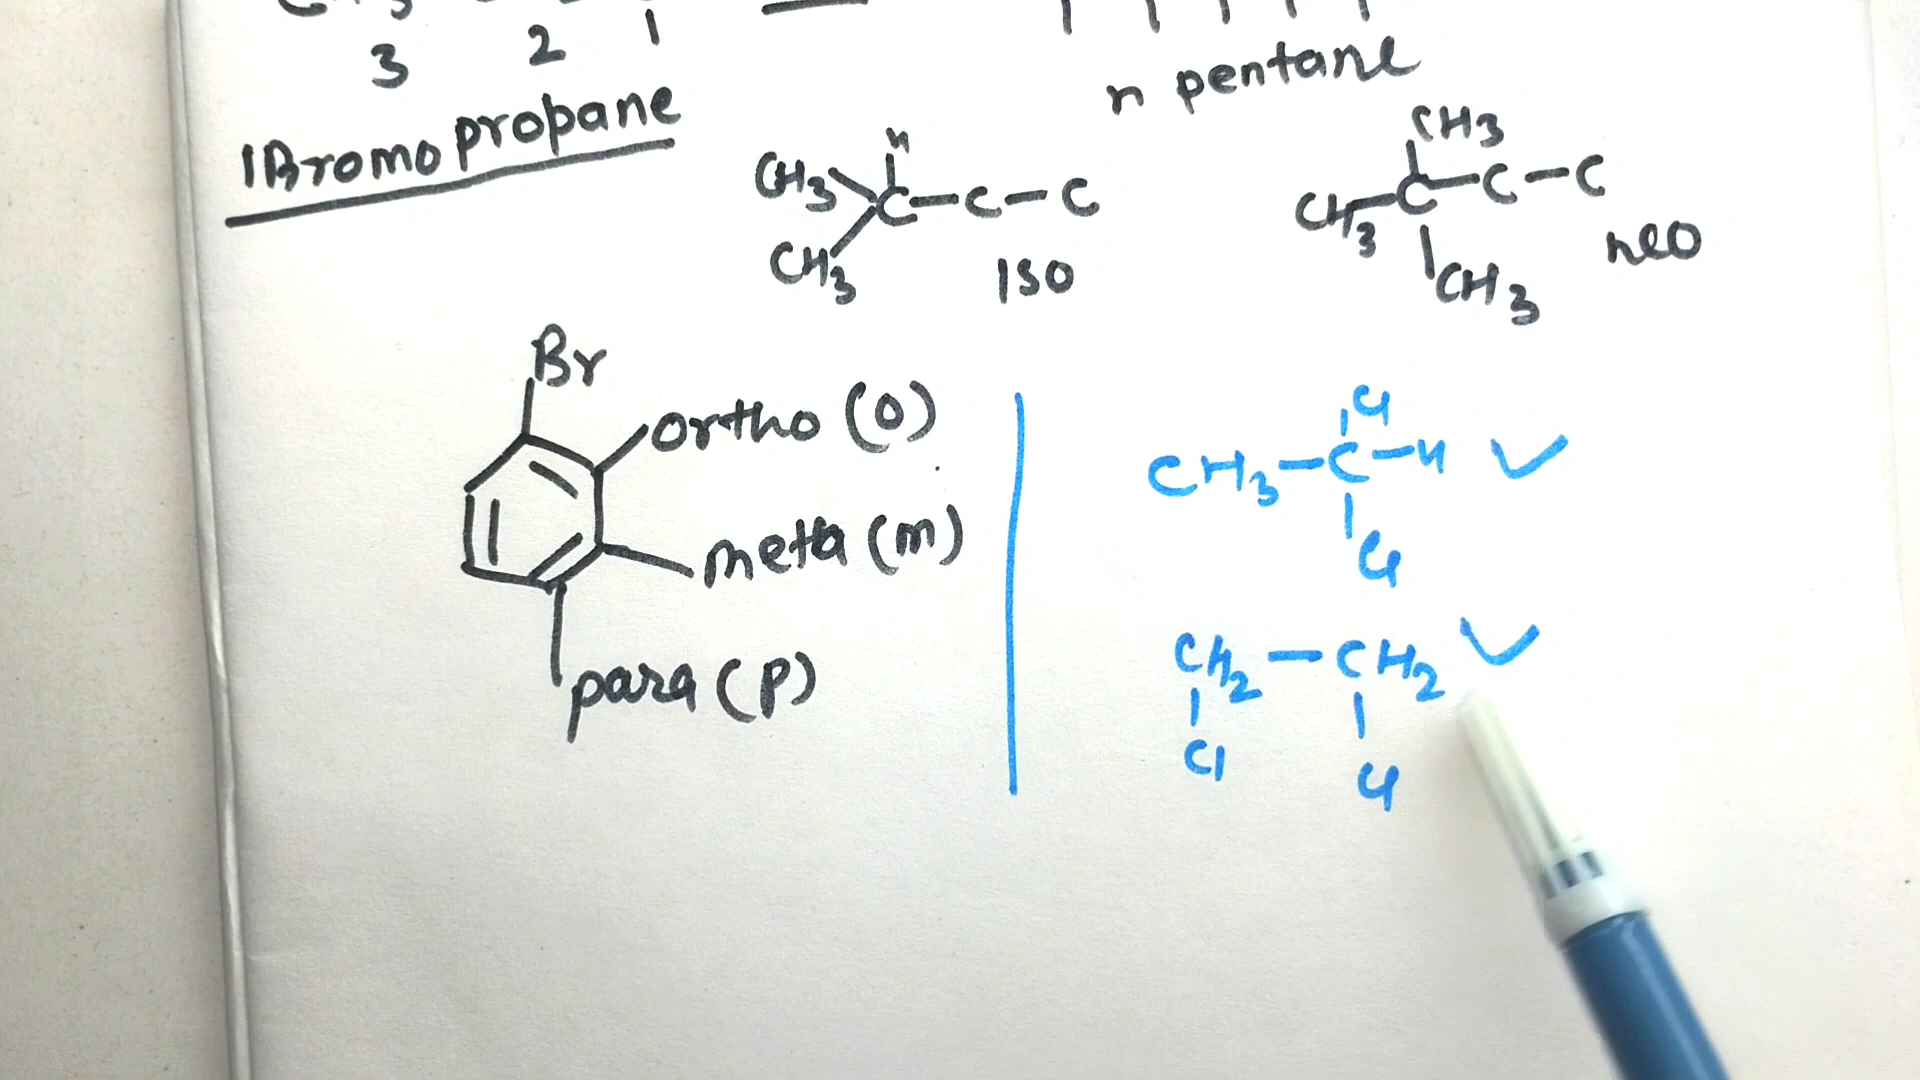 3 2 1
1Bromo propane
n pentane
CH3 H
C-C-C
CH3
ISO
CH3
CH3-C-C-C
CH3
neo
Br
ortho (O)
meta (m)
para (P)
Cl
CH3-C-H
Cl
CH2-CH2
Cl Cl